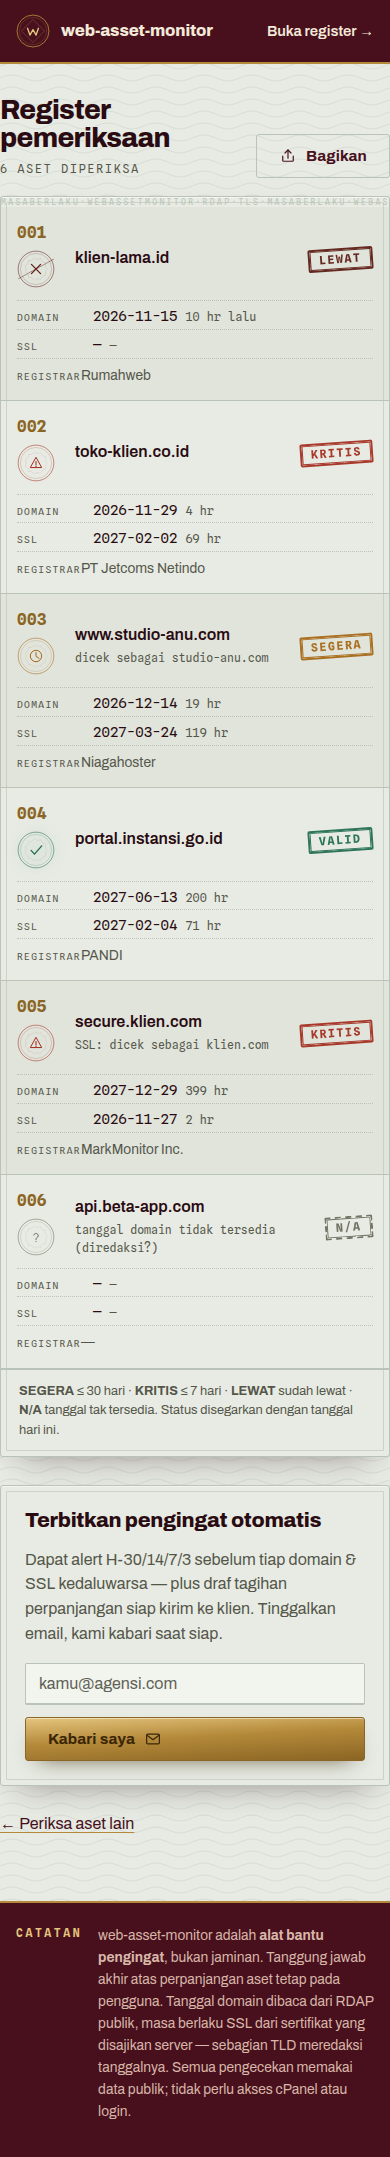 web-asset-monitor
Buka register →
Register
pemeriksaan
6 ASET DIPERIKSA
Bagikan
MASABERLAKU·WEBASSETMONITOR·RDAP·TLS·MASABERLAKU·WEBAS
001
klien-lama.id
LEWAT
DOMAIN 2026-11-15 10 hr lalu
SSL — —
REGISTRAR Rumahweb
002
toko-klien.co.id
KRITIS
DOMAIN 2026-11-29 4 hr
SSL 2027-02-02 69 hr
REGISTRAR PT Jetcoms Netindo
003
www.studio-anu.com
SEGERA
dicek sebagai studio-anu.com
DOMAIN 2026-12-14 19 hr
SSL 2027-03-24 119 hr
REGISTRAR Niagahoster
004
portal.instansi.go.id
VALID
DOMAIN 2027-06-13 200 hr
SSL 2027-02-04 71 hr
REGISTRAR PANDI
005
secure.klien.com
KRITIS
SSL: dicek sebagai klien.com
DOMAIN 2027-12-29 399 hr
SSL 2026-11-27 2 hr
REGISTRAR MarkMonitor Inc.
006
api.beta-app.com
N/A
tanggal domain tidak tersedia
(diredaksi?)
DOMAIN — —
SSL — —
REGISTRAR —
SEGERA ≤ 30 hari · KRITIS ≤ 7 hari · LEWAT sudah lewat ·
N/A tanggal tak tersedia. Status disegarkan dengan tanggal
hari ini.
Terbitkan pengingat otomatis
Dapat alert H-30/14/7/3 sebelum tiap domain &
SSL kedaluwarsa — plus draf tagihan
perpanjangan siap kirim ke klien. Tinggalkan
email, kami kabari saat siap.
kamu@agensi.com
Kabari saya
← Periksa aset lain
CATATAN
web-asset-monitor adalah alat bantu
pengingat, bukan jaminan. Tanggung jawab
akhir atas perpanjangan aset tetap pada
pengguna. Tanggal domain dibaca dari RDAP
publik, masa berlaku SSL dari sertifikat yang
disajikan server — sebagian TLD meredaksi
tanggalnya. Semua pengecekan memakai
data publik; tidak perlu akses cPanel atau
login.